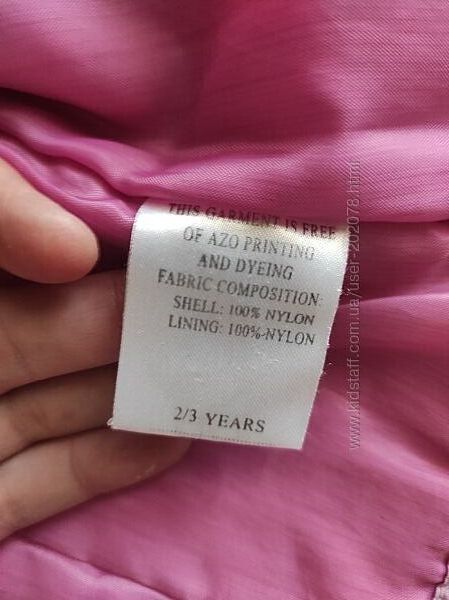 THIS GARMENT IS FREE
OF AZO PRINTING
AND DYEING
FABRIC COMPOSITION:
SHELL: 100% NYLON
LINING: 100%-NYLON
2/3 YEARS
www.kidstaff.com.ua/user-202078.html